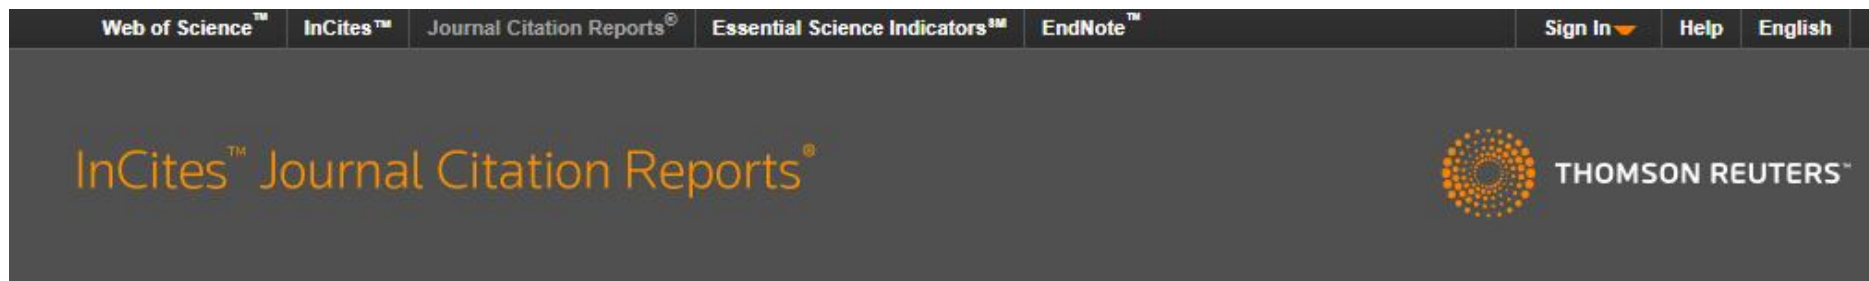 Web of Science™ InCites™ Journal Citation Reports® Essential Science Indicators℠ EndNote™ Sign In Help English
InCites™ Journal Citation Reports®
THOMSON REUTERS™